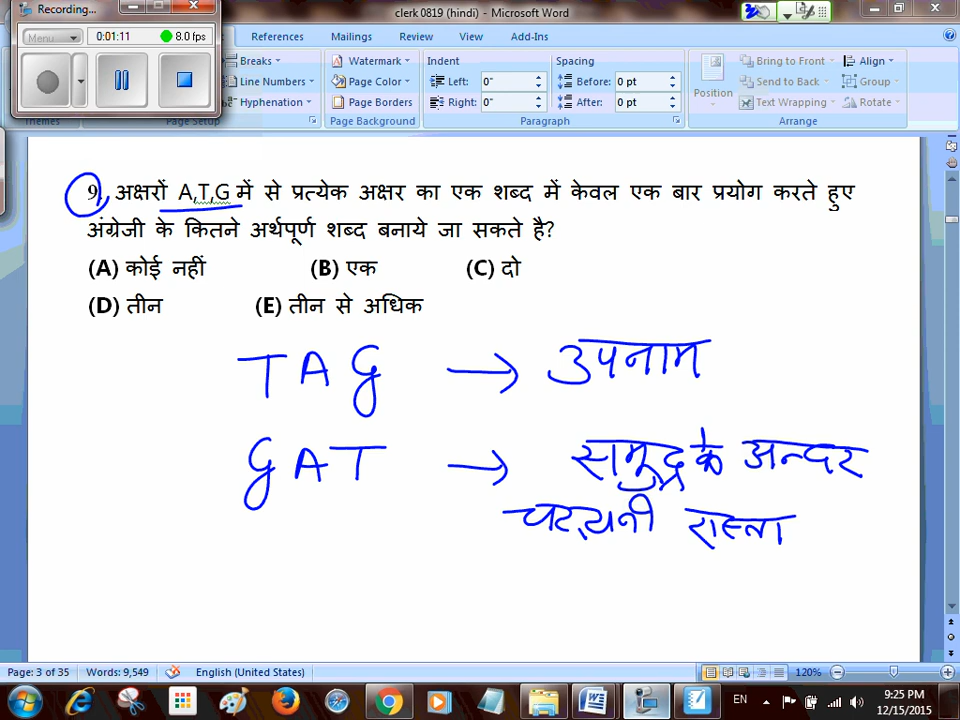 Recording...
clerk 0819 (hindi) - Microsoft Word
Menu 0:01:11 8.0 fps
References Mailings Review View Add-Ins
Breaks Watermark Indent Spacing Bring to Front Align
Line Numbers Page Color Left: 0" Before: 0 pt Position Send to Back Group
Hyphenation Page Borders Right: 0" After: 0 pt Text Wrapping Rotate
Themes Page Setup Page Background Paragraph Arrange
9. अक्षरों A,T,G में से प्रत्येक अक्षर का एक शब्द में केवल एक बार प्रयोग करते हुए
अंग्रेजी के कितने अर्थपूर्ण शब्द बनाये जा सकते है?
(A) कोई नहीं (B) एक (C) दो
(D) तीन (E) तीन से अधिक
TAG → उपनाम
GAT → समुद्र के अन्दर
रास्ता
Page: 3 of 35 Words: 9,549 English (United States) 120%
EN 9:25 PM
12/15/2015